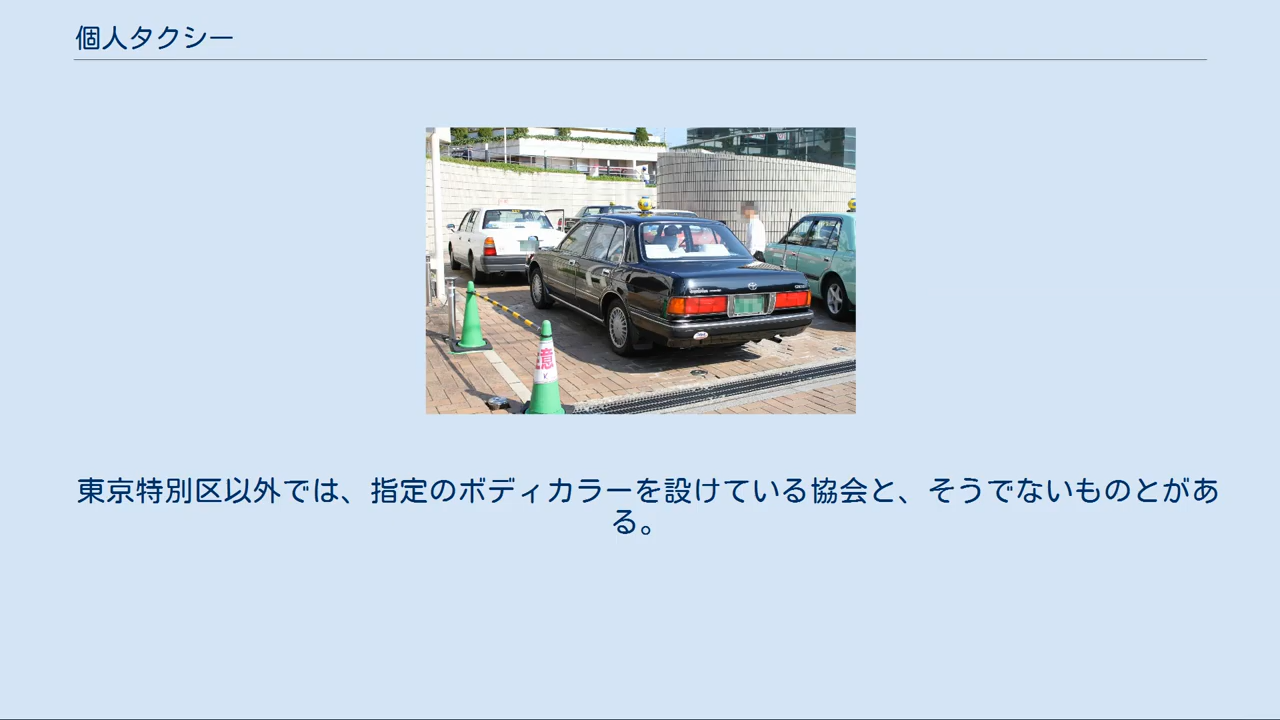 個人タクシー
意
東京特別区以外では、指定のボディカラーを設けている協会と、そうでないものとがあ
る。